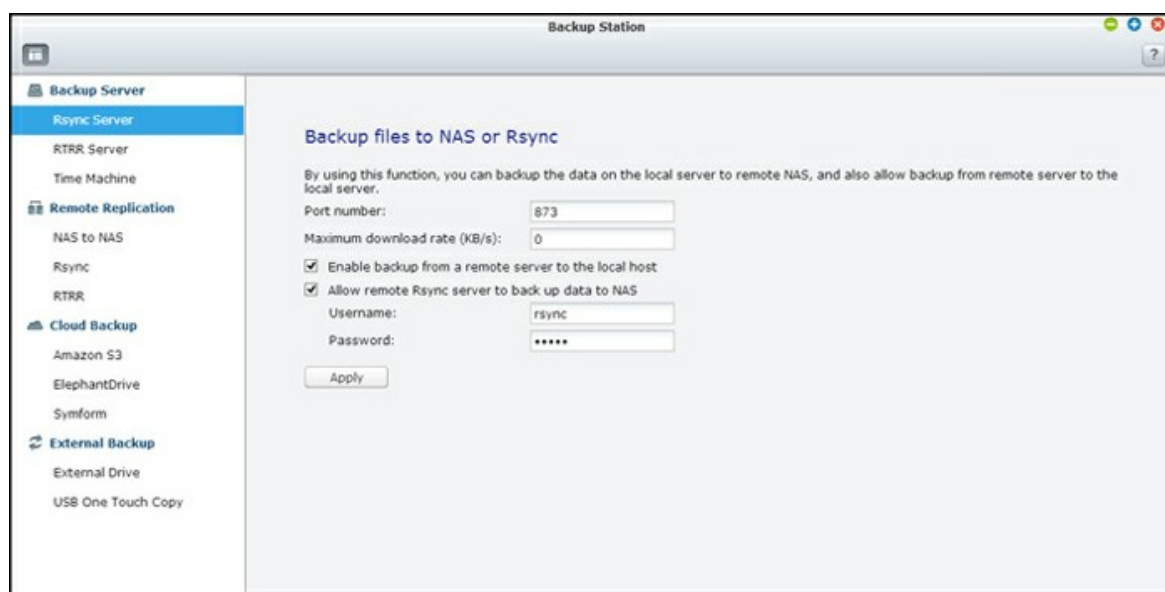 Backup Station
?
Backup Server
Rsync Server
RTRR Server
Time Machine
Remote Replication
NAS to NAS
Rsync
RTRR
Cloud Backup
Amazon S3
ElephantDrive
Symform
External Backup
External Drive
USB One Touch Copy
Backup files to NAS or Rsync
By using this function, you can backup the data on the local server to remote NAS, and also allow backup from remote server to the
local server.
Port number: 873
Maximum download rate (KB/s): 0
Enable backup from a remote server to the local host
Allow remote Rsync server to back up data to NAS
Username: rsync
Password: •••••
Apply